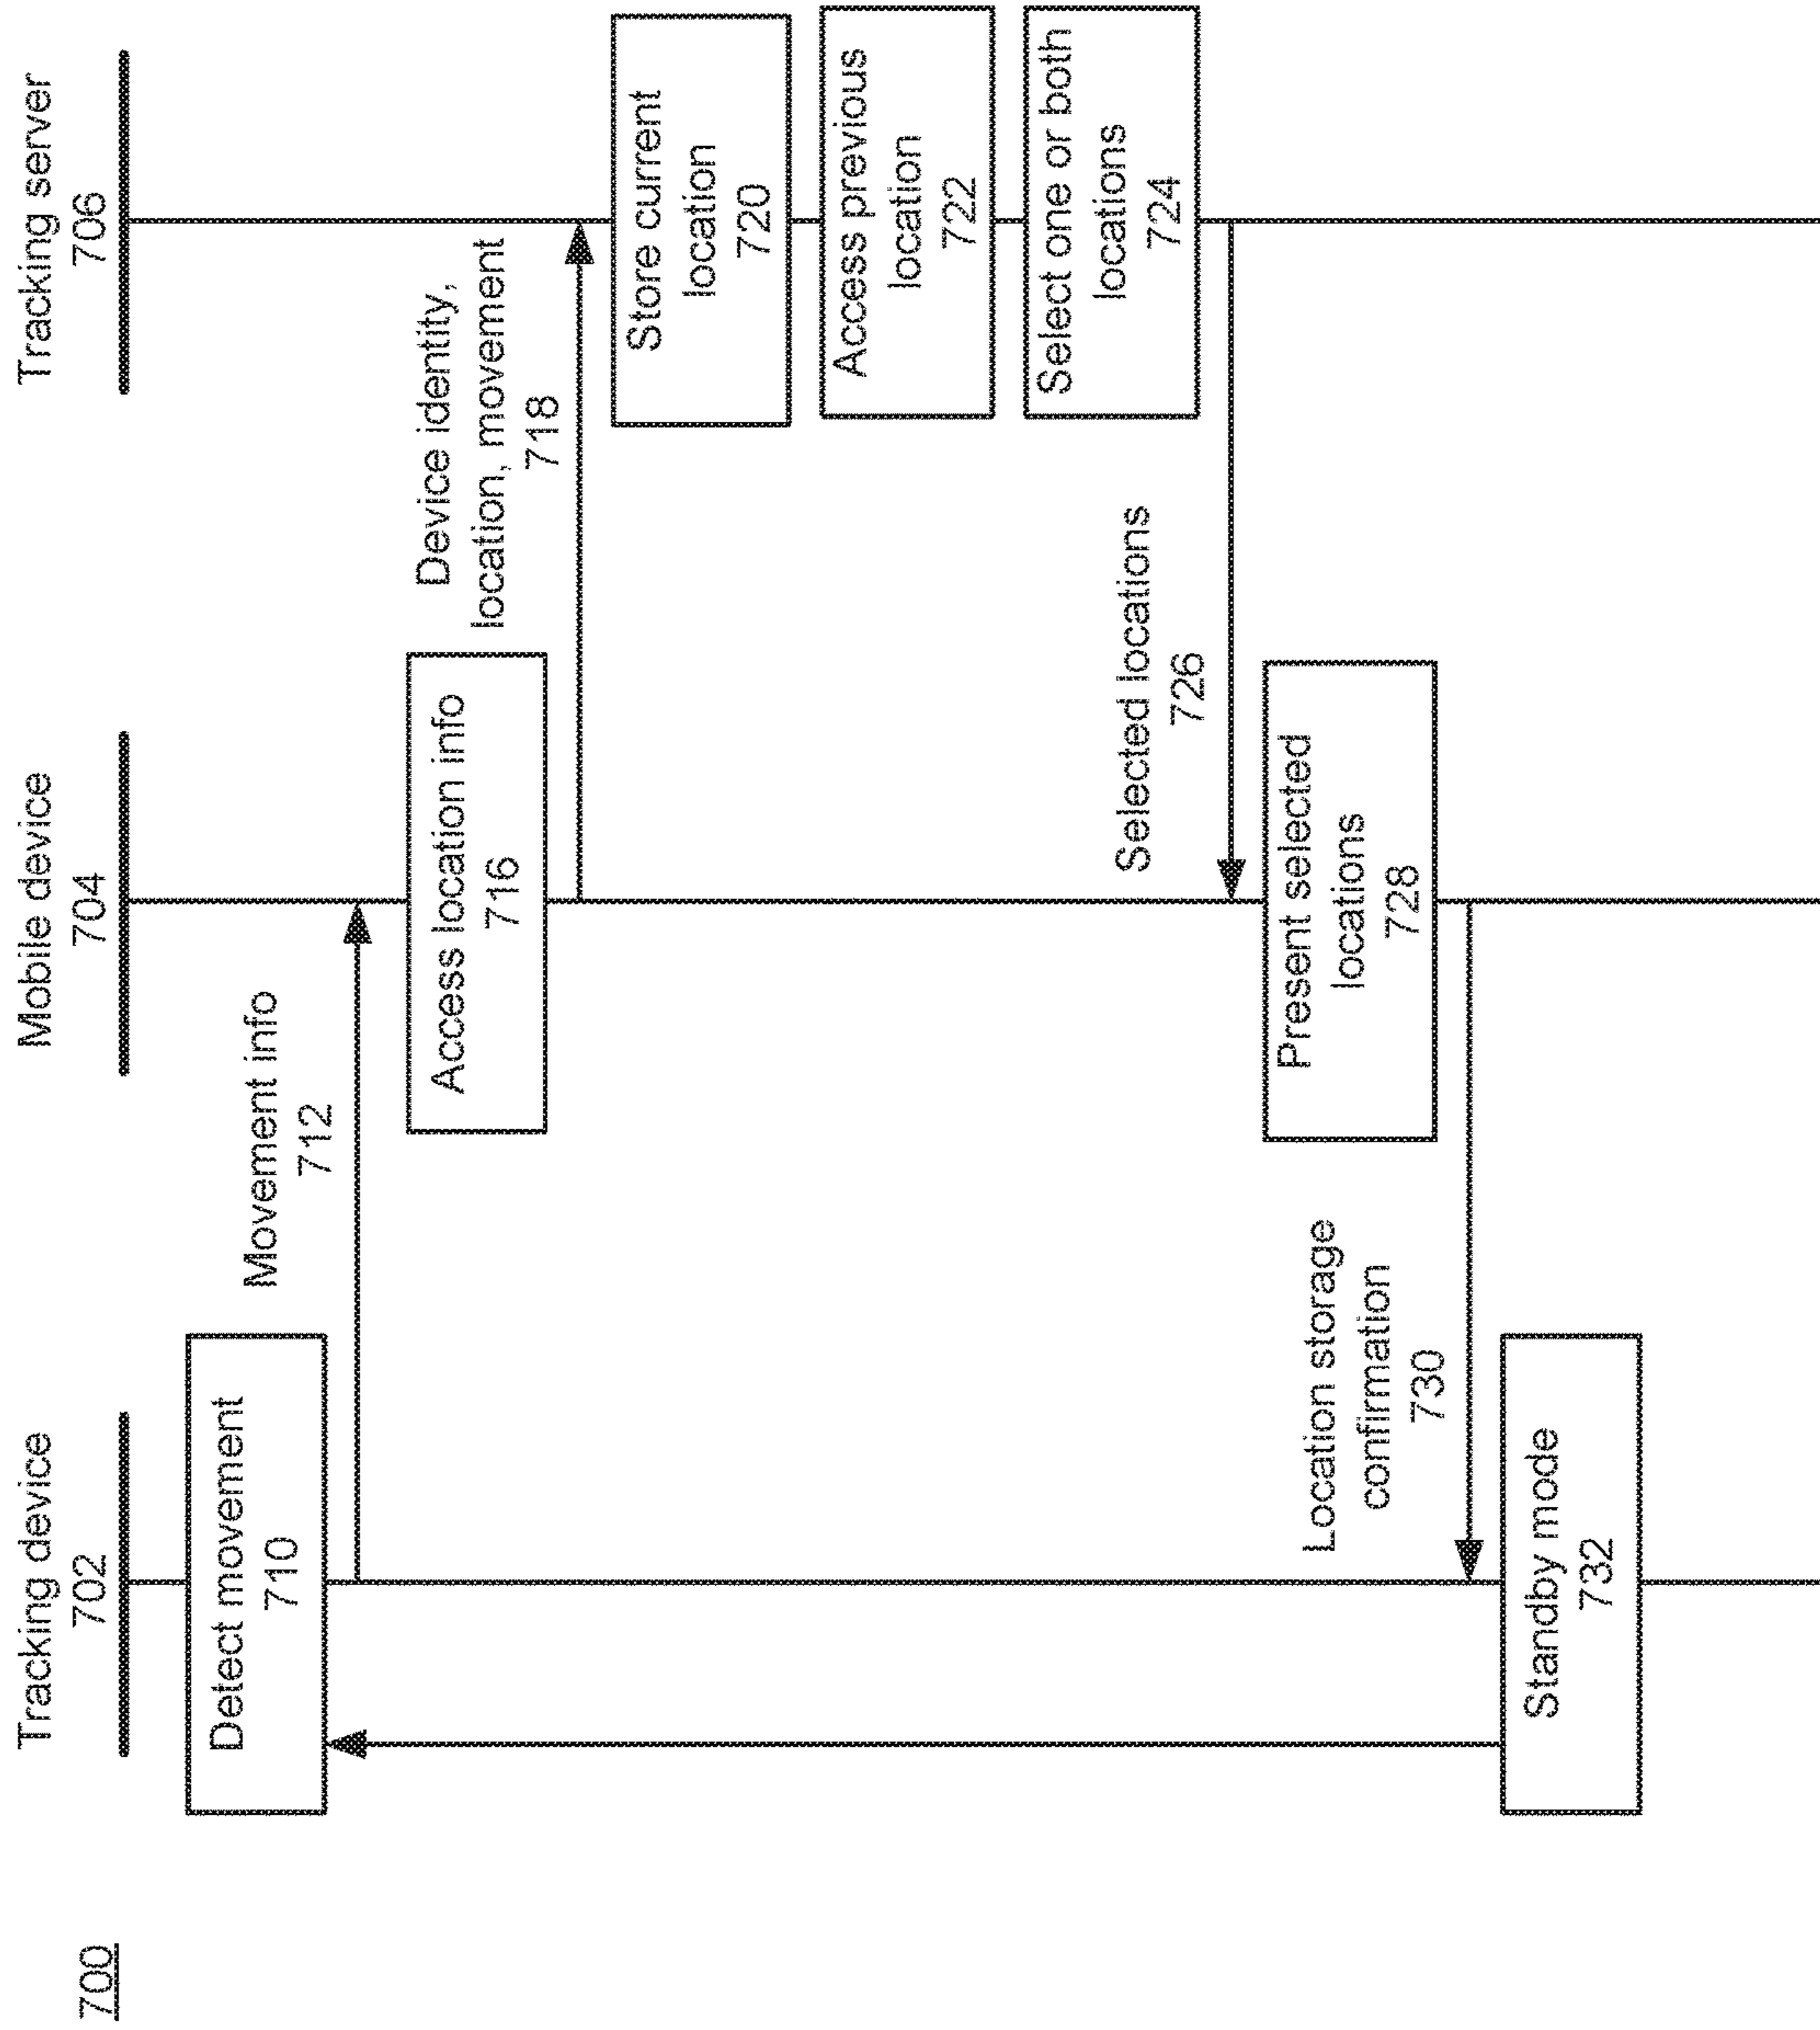 700
Tracking device
702
Mobile device
704
Tracking server
706
Detect movement
710
Movement info
712
Access location info
716
Device identity,
location, movement
718
Store current
location
720
Access previous
location
722
Select one or both
locations
724
Selected locations
726
Present selected
locations
728
Location storage
confirmation
730
Standby mode
732